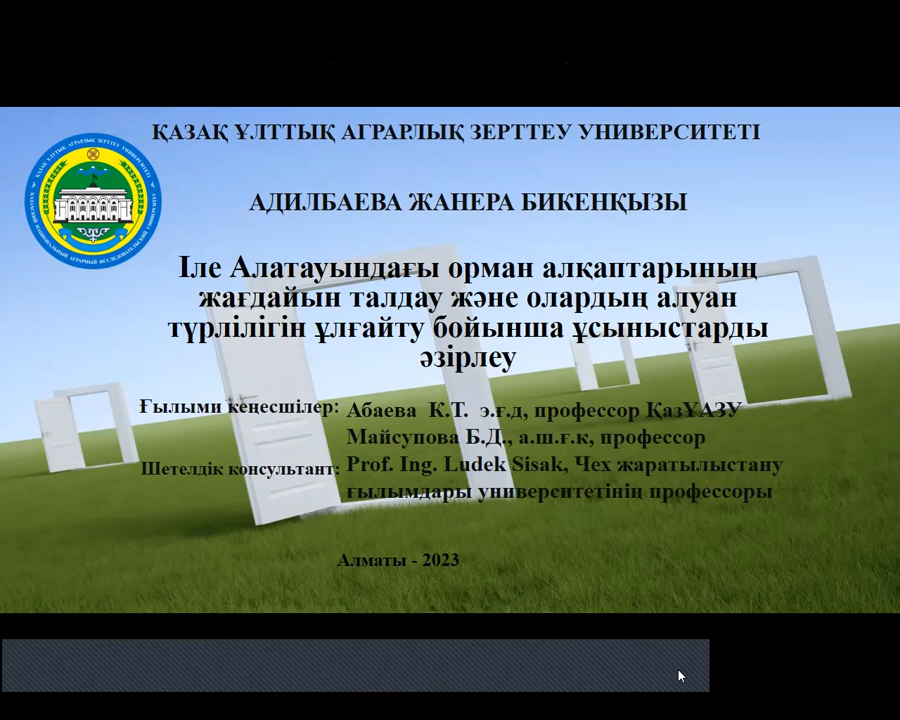 ҚАЗАҚ ҰЛТТЫҚ АГРАРЛЫҚ ЗЕРТТЕУ УНИВЕРСИТЕТІ
АДИЛБАЕВА ЖАНЕРА БИКЕНҚЫЗЫ
Іле Алатауындағы орман алқаптарының
жағдайын талдау және олардың алуан
түрлілігін ұлғайту бойынша ұсыныстарды
әзірлеу
Ғылыми кеңесшілер:
Абаева К.Т. э.ғ.д, профессор ҚазҰАЗУ
Майсупова Б.Д., а.ш.ғ.к, профессор
Шетелдік консультант:
Prof. Ing. Ludek Sisak, Чех жаратылыстану
ғылымдары университетінің профессоры
Алматы - 2023